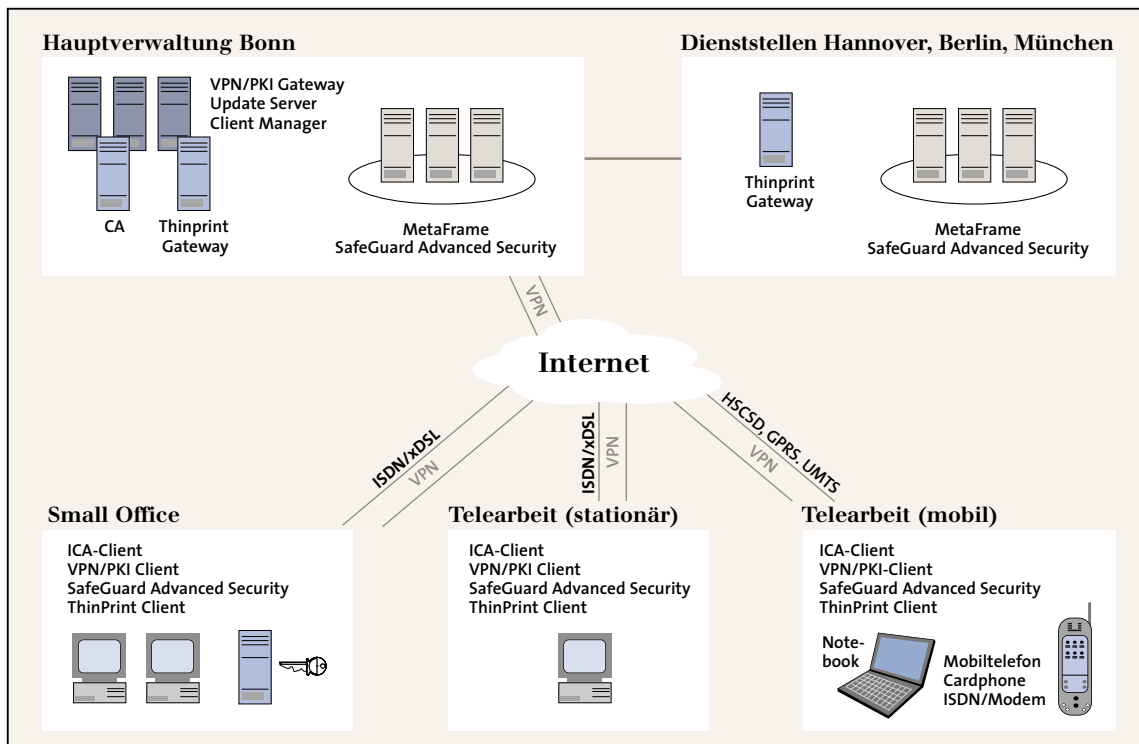 Hauptverwaltung Bonn
VPN/PKI Gateway
Update Server
Client Manager
CA
Thinprint
Gateway
MetaFrame
SafeGuard Advanced Security
Dienststellen Hannover, Berlin, München
Thinprint
Gateway
MetaFrame
SafeGuard Advanced Security
VPN
Internet
ISDN/xDSL
VPN
ISDN/xDSL
VPN
HSCSD, GPRS. UMTS
VPN
Small Office
ICA-Client
VPN/PKI Client
SafeGuard Advanced Security
ThinPrint Client
Telearbeit (stationär)
ICA-Client
VPN/PKI Client
SafeGuard Advanced Security
ThinPrint Client
Telearbeit (mobil)
ICA-Client
VPN/PKI-Client
SafeGuard Advanced Security
ThinPrint Client
Note-
book
Mobiltelefon
Cardphone
ISDN/Modem